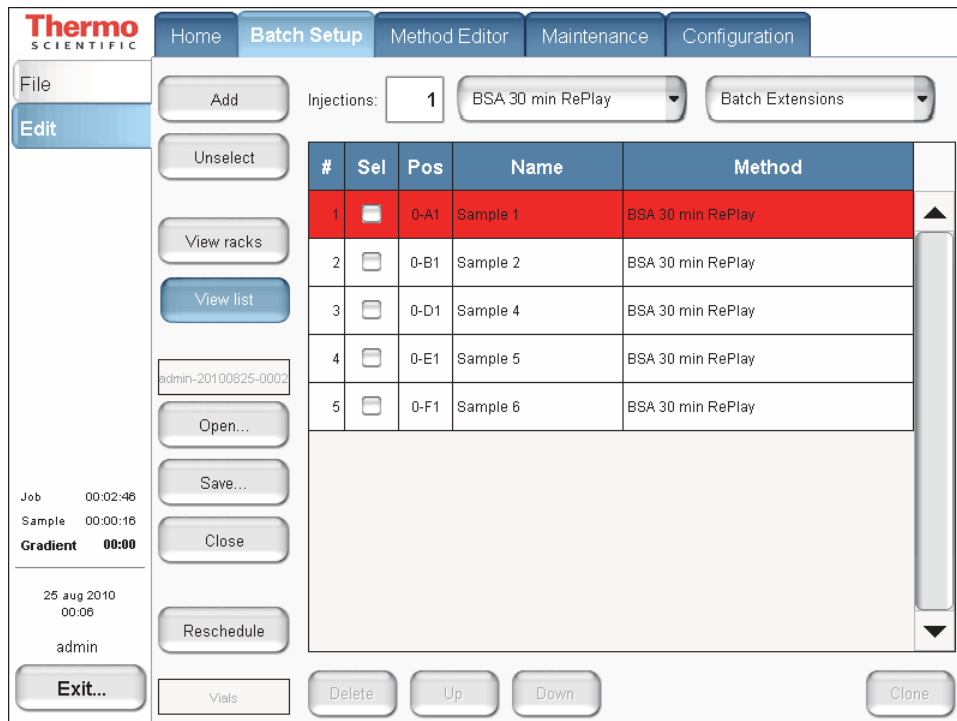 Thermo
SCIENTIFIC
Home
Batch Setup
Method Editor
Maintenance
Configuration
File
Edit
Add
Unselect
View racks
View list
admin-20100825-0002
Open...
Save...
Close
Reschedule
Vials
Injections: 1 BSA 30 min RePlay Batch Extensions
# Sel Pos Name Method
1 0-A1 Sample 1 BSA 30 min RePlay
2 0-B1 Sample 2 BSA 30 min RePlay
3 0-D1 Sample 4 BSA 30 min RePlay
4 0-E1 Sample 5 BSA 30 min RePlay
5 0-F1 Sample 6 BSA 30 min RePlay
Delete Up Down Clone
Job 00:02:46
Sample 00:00:16
Gradient 00:00
25 aug 2010
00:06
admin
Exit...